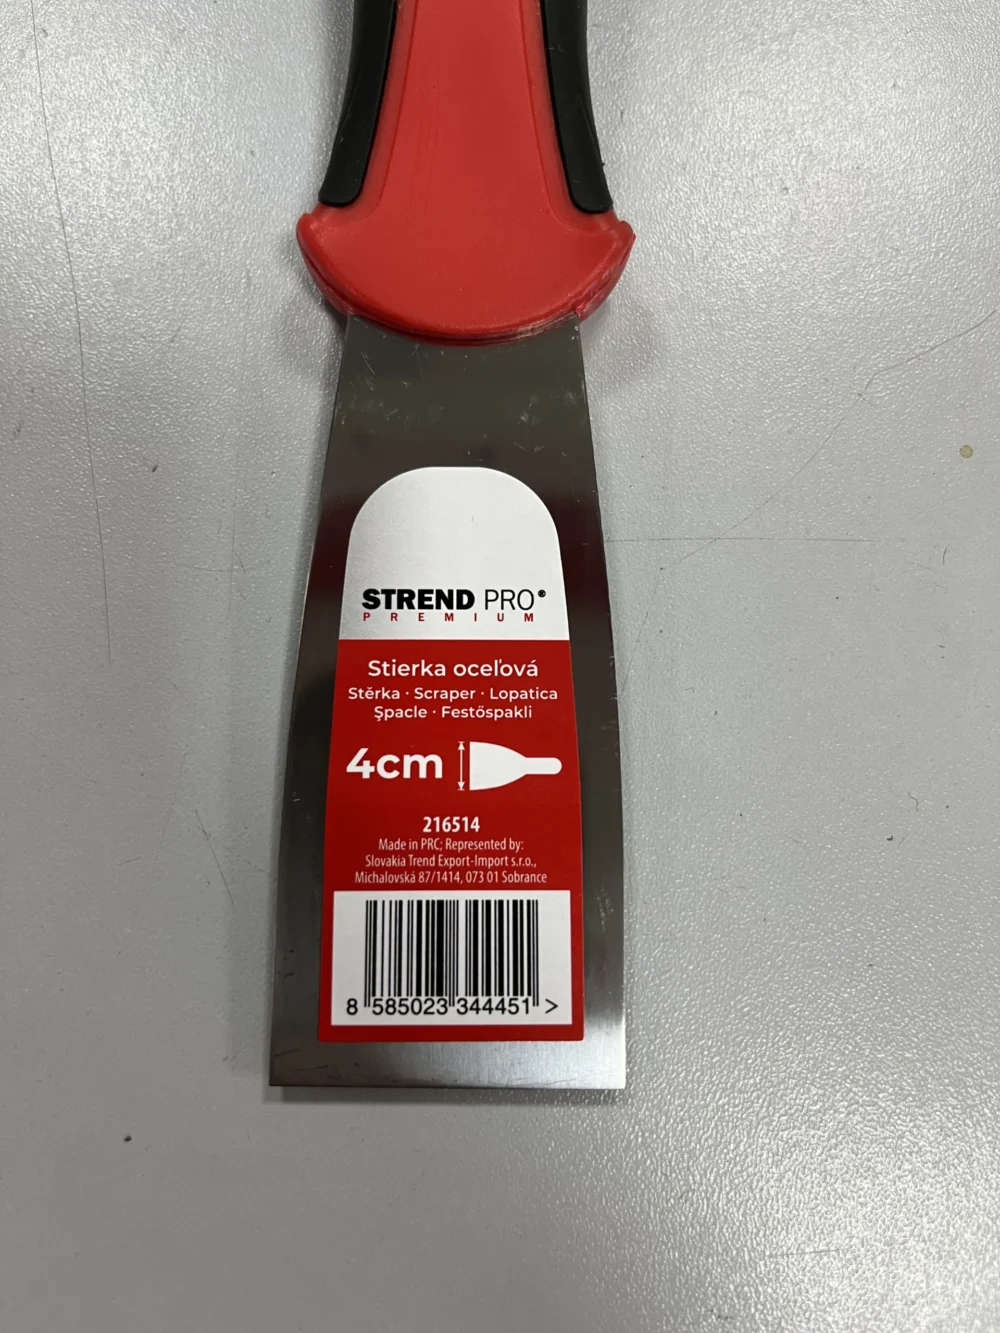 STREND PRO®
PREMIUM
Stierka oceľová
Stěrka · Scraper · Lopatica
Şpacle · Festőspakli
4cm
216514
Made in PRC; Represented by:
Slovakia Trend Export-Import s.r.o.,
Michalovská 87/1414, 073 01 Sobrance
8 585023 344451 >